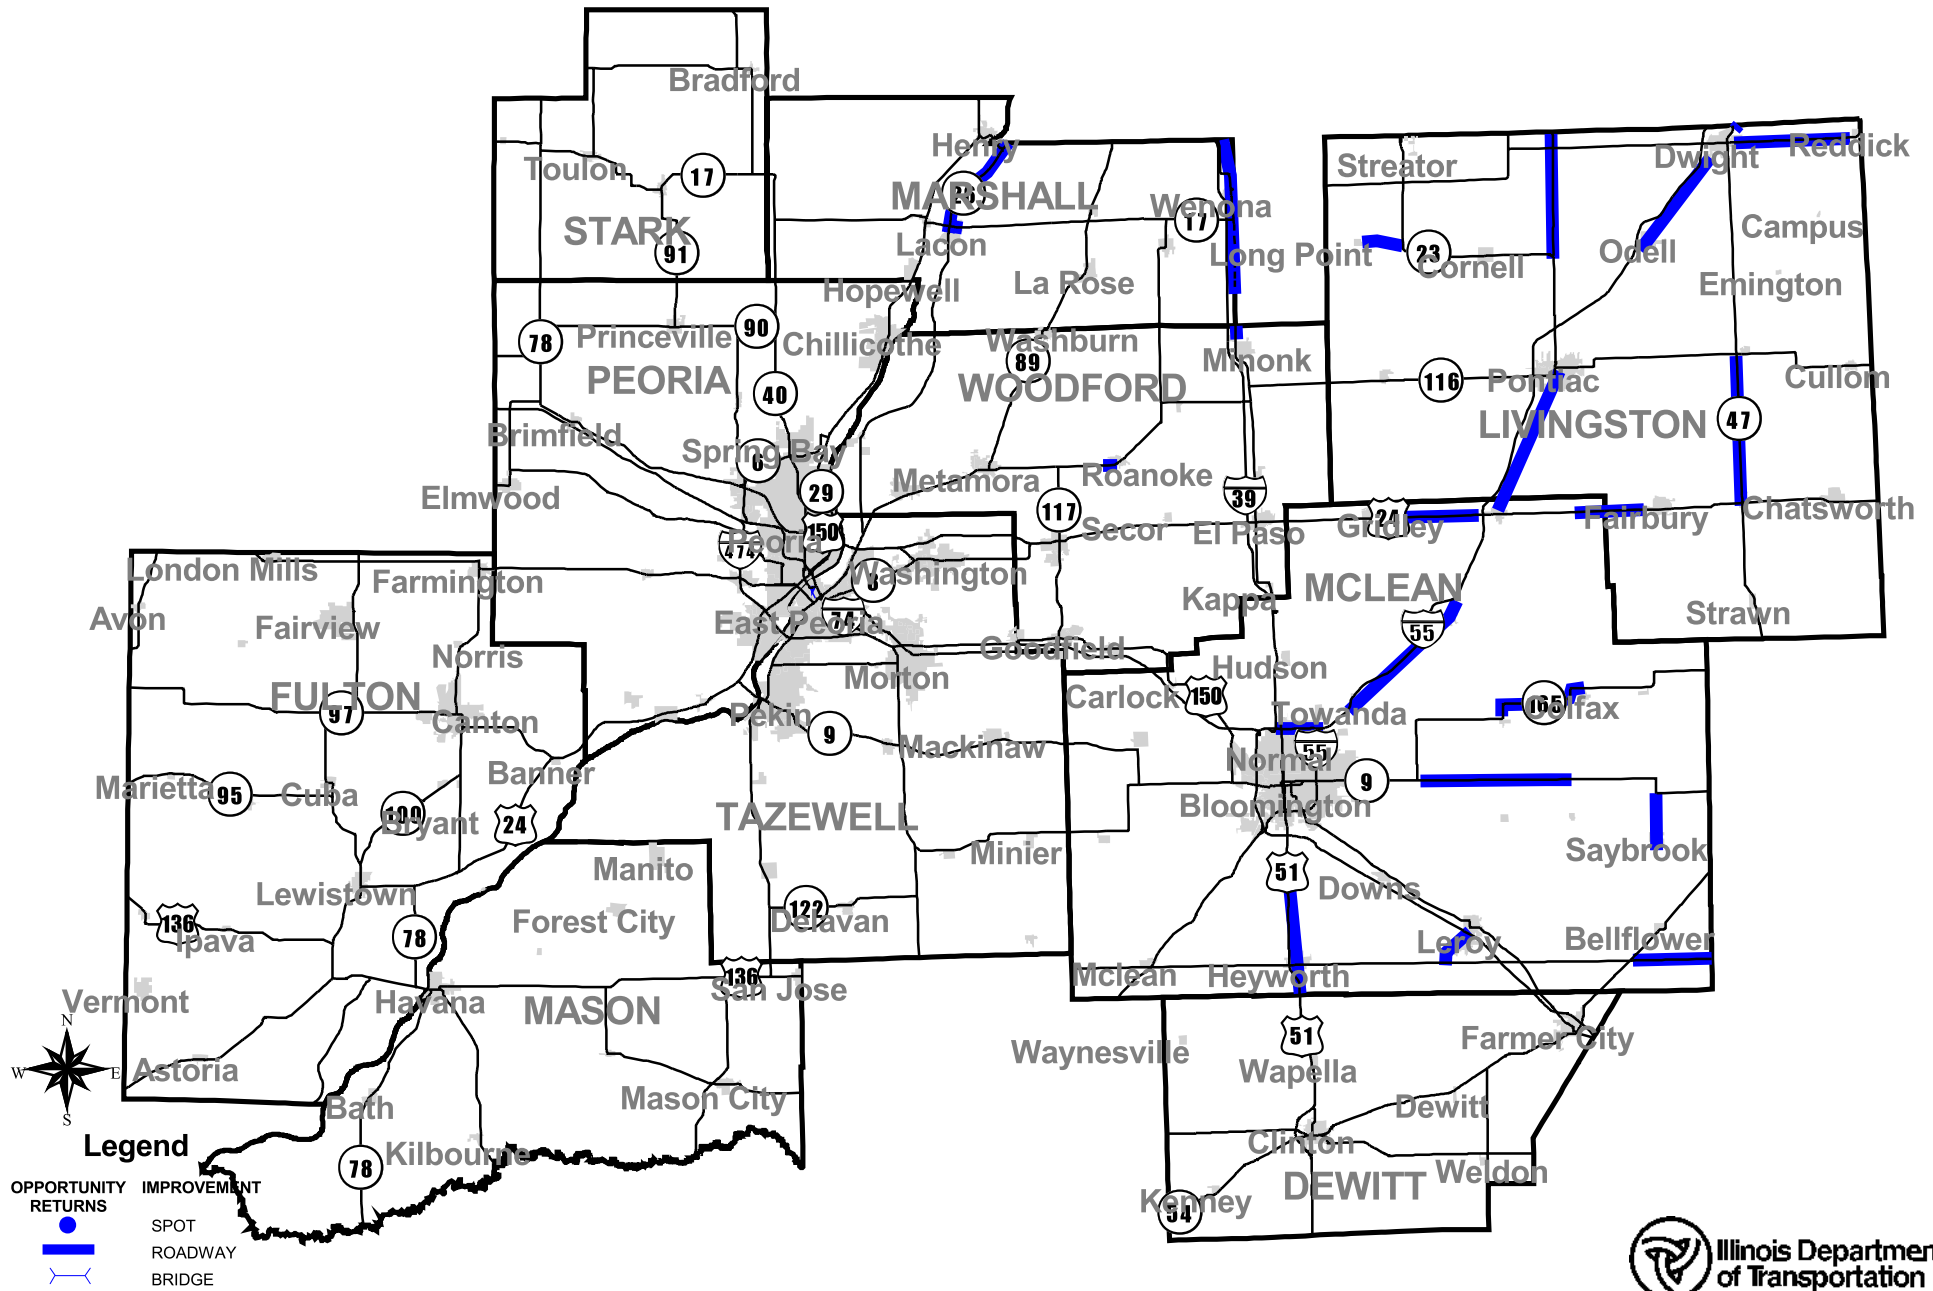 Bradford
Henry
Streator
Dwight
Reddick
Toulon
17
26
MARSHALL
Wenona
17
STARK
91
Lacon
Long Point
23
Cornell
Odell
Campus
Hopewell
La Rose
Emington
78
Princeville
90
Chillicothe
Washburn
89
Minonk
116
Pontiac
Cullom
PEORIA
40
WOODFORD
LIVINGSTON
47
Brimfield
Spring Bay
6
29
Metamora
Roanoke
39
Elmwood
117
Secor
El Paso
24
Gridley
Fairbury
Chatsworth
474
Peoria
150
London Mills
Farmington
Washington
8
MCLEAN
Avon
Fairview
East Peoria
74
Kappa
55
Strawn
Norris
Goodfield
Hudson
FULTON
97
Canton
Morton
Carlock
150
Towanda
165
Colfax
Pekin
9
Mackinaw
55
Normal
Marietta
95
Cuba
Banner
9
100
Bryant
24
TAZEWELL
Bloomington
Manito
Minier
51
Downs
Saybrook
Lewistown
136
Ipava
78
Forest City
122
Delavan
Leroy
Bellflower
136
San Jose
Mclean
Heyworth
Vermont
Havana
MASON
51
Farmer City
N
W
E
S
Astoria
Waynesville
Wapella
Bath
Mason City
Dewitt
Legend
78
Kilbourne
Clinton
Weldon
DEWITT
Kenney
54
OPPORTUNITY IMPROVEMENT
RETURNS
SPOT
ROADWAY
BRIDGE
Illinois Departmen
of Transportation